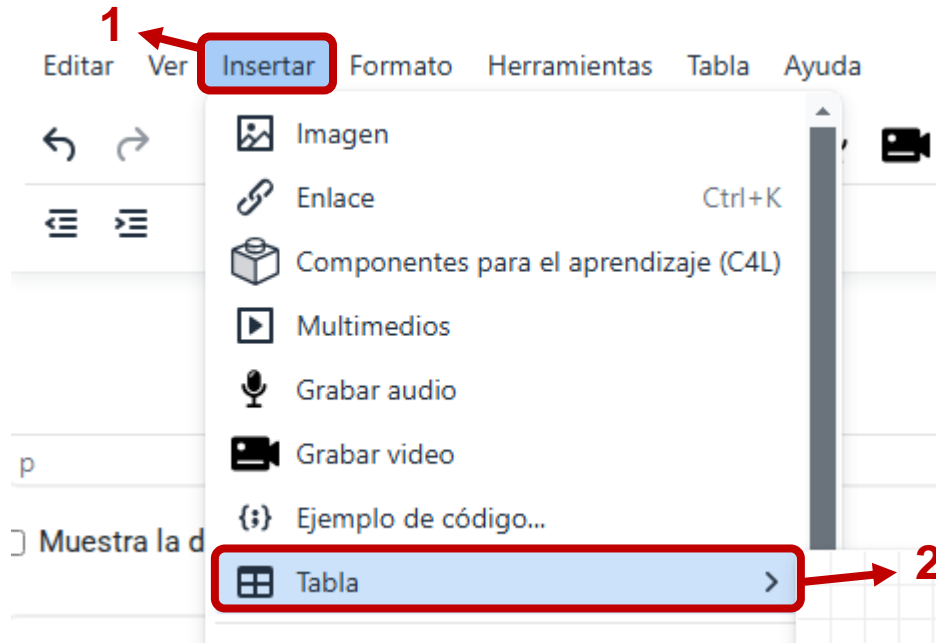 1
Editar Ver Insertar Formato Herramientas Tabla Ayuda
Imagen
Enlace Ctrl+K
Componentes para el aprendizaje (C4L)
Multimedios
Grabar audio
Grabar video
p
{;} Ejemplo de código...
Muestra la d
Tabla
2